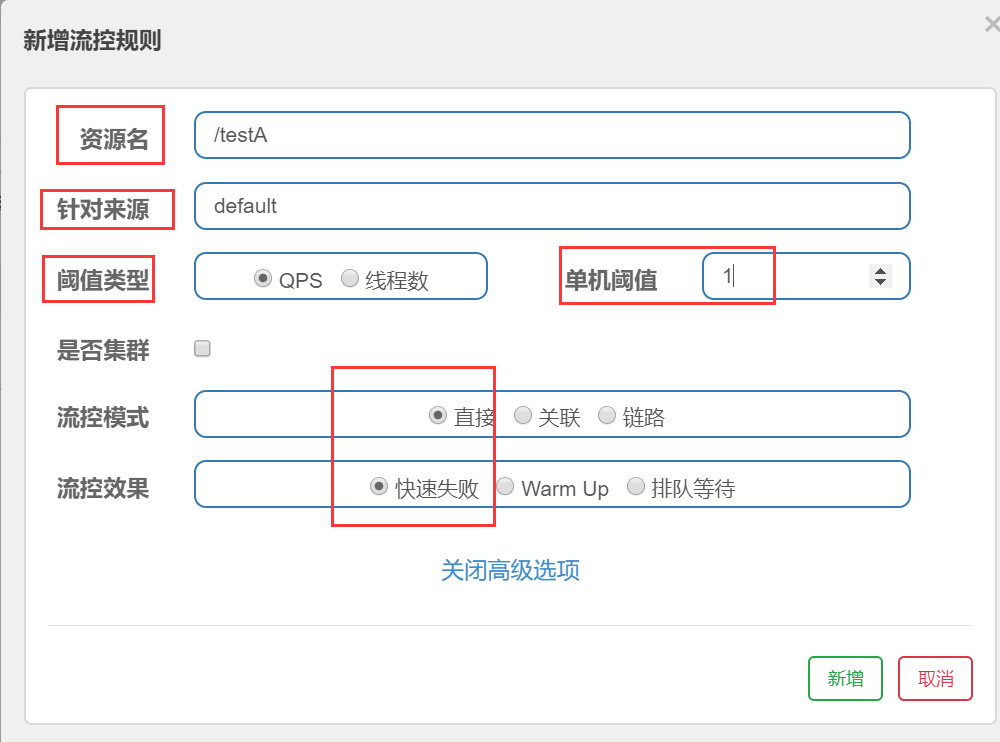 新增流控规则
资源名 /testA
针对来源 default
阈值类型 QPS 线程数 单机阈值 1
是否集群
流控模式 直接 关联 链路
流控效果 快速失败 Warm Up 排队等待
关闭高级选项
新增 取消